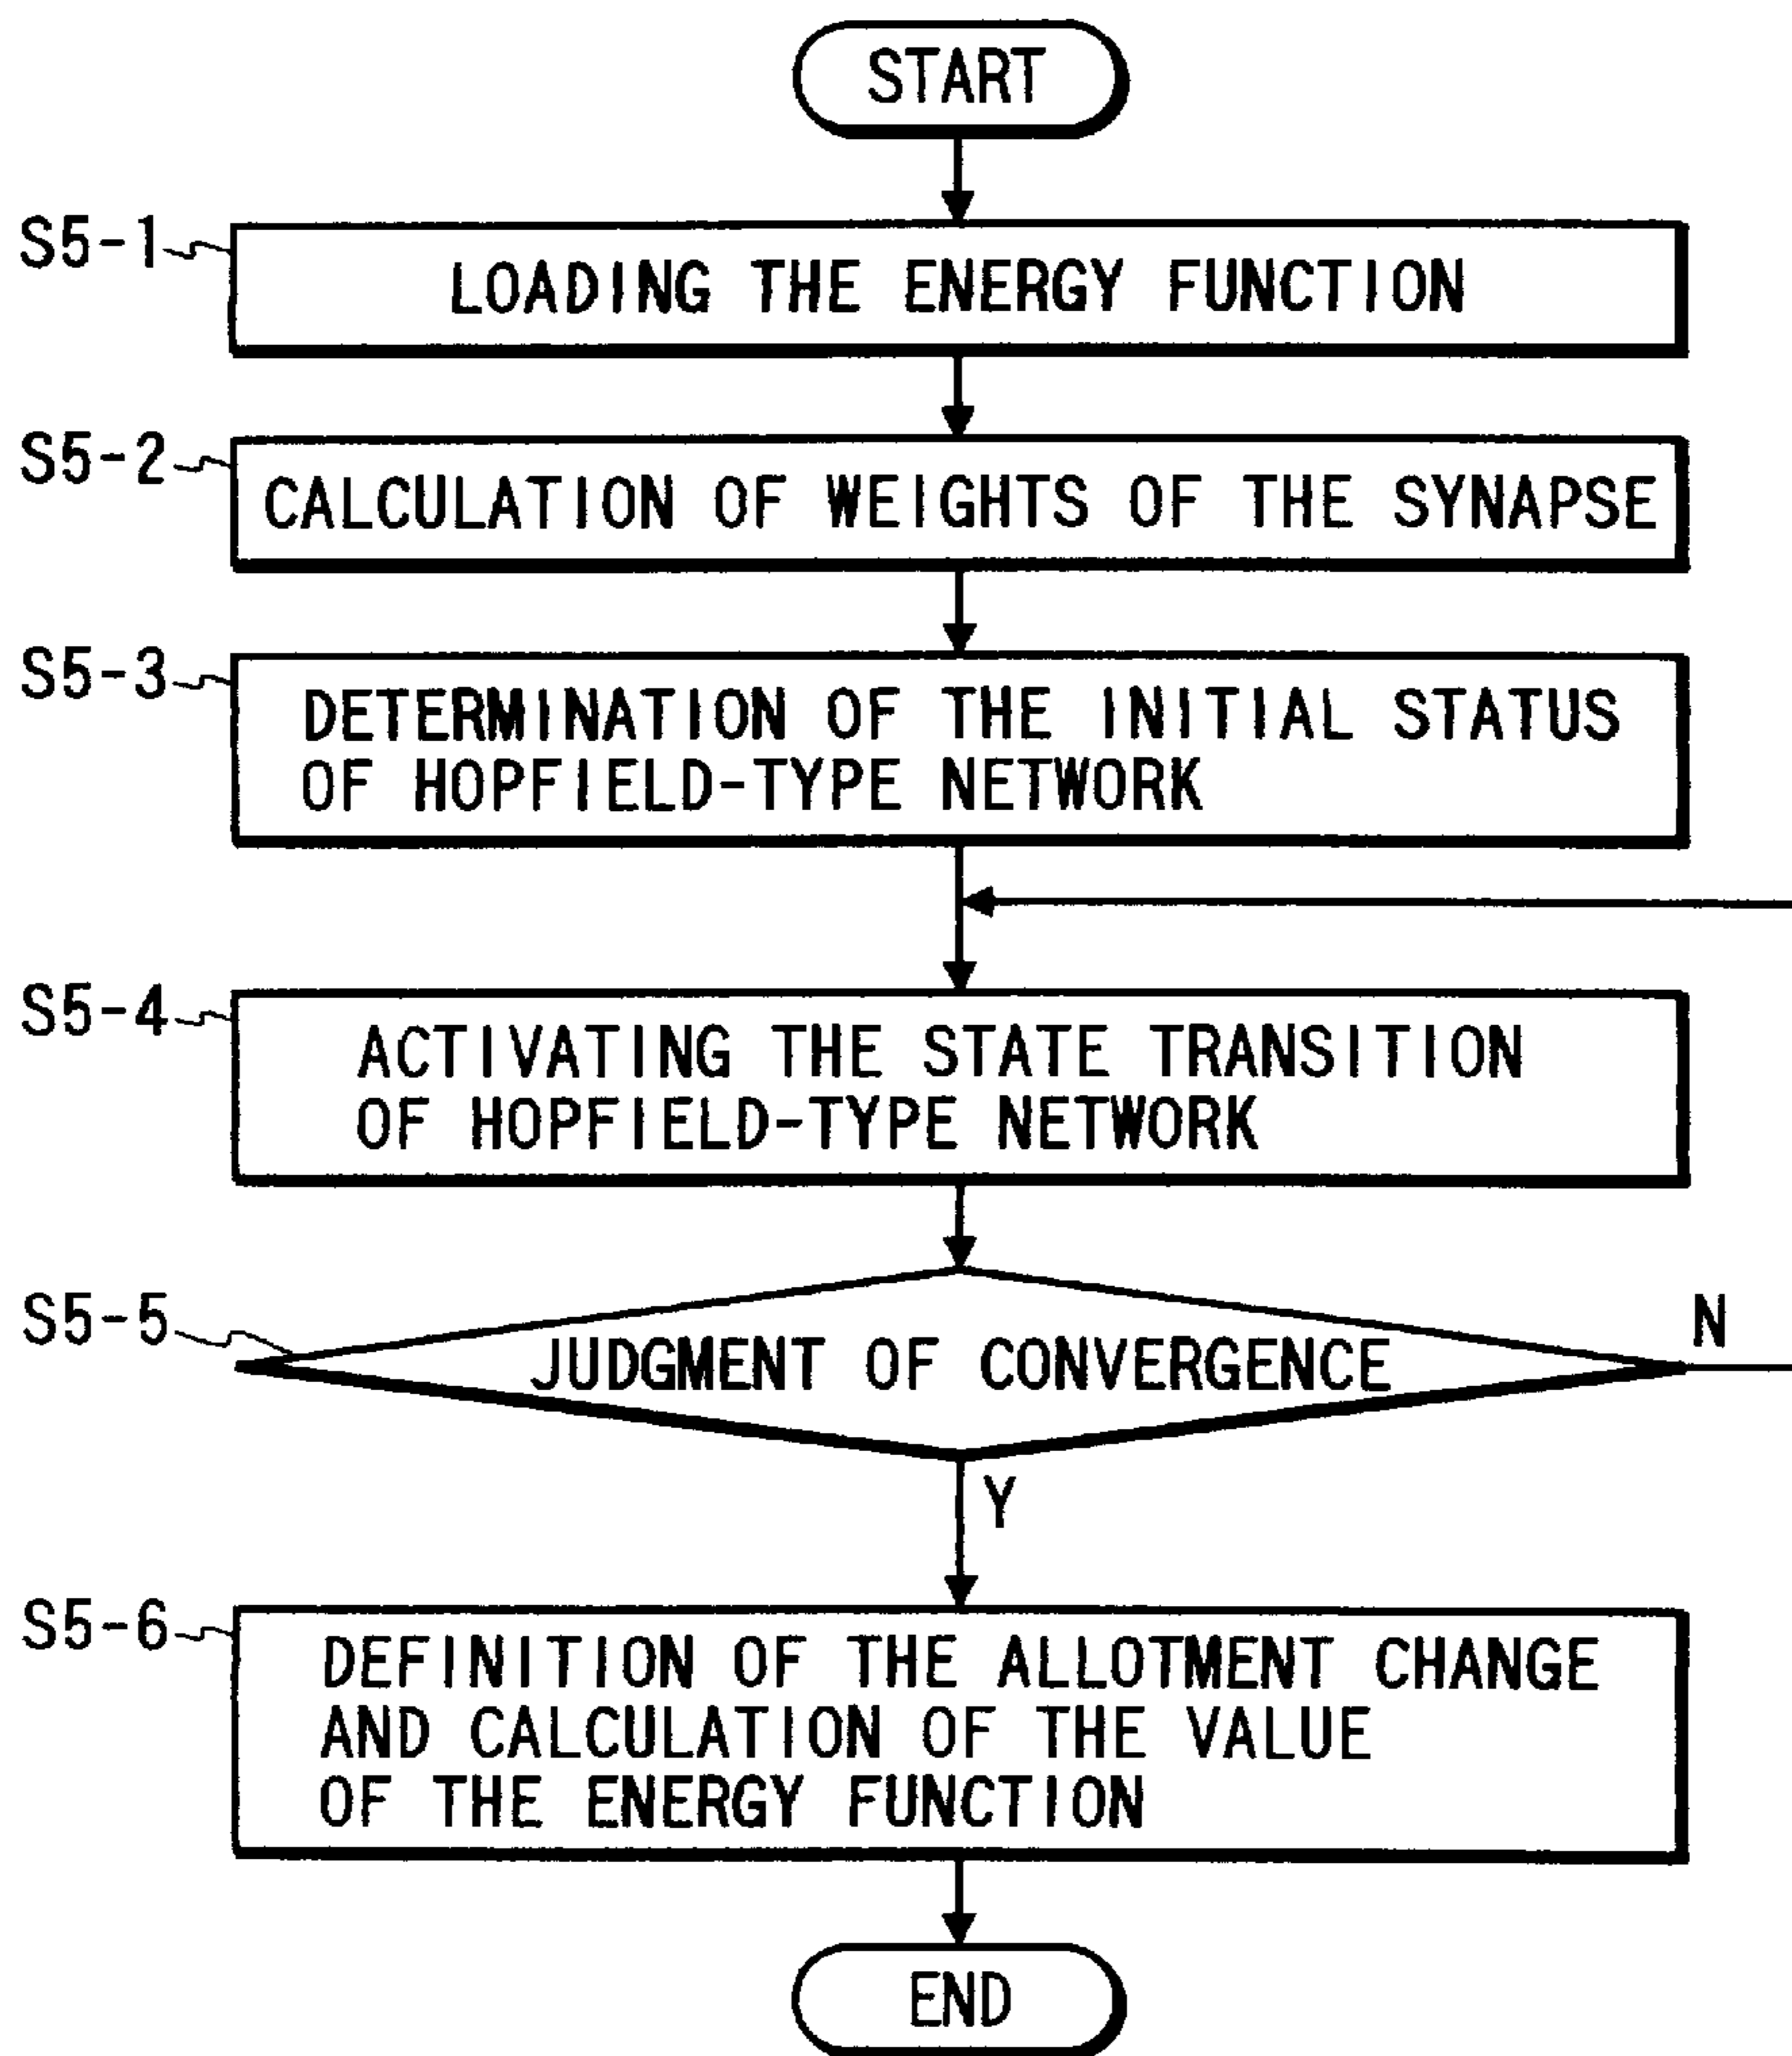 START
S5-1
LOADING THE ENERGY FUNCTION
S5-2
CALCULATION OF WEIGHTS OF THE SYNAPSE
S5-3
DETERMINATION OF THE INITIAL STATUS
OF HOPFIELD-TYPE NETWORK
S5-4
ACTIVATING THE STATE TRANSITION
OF HOPFIELD-TYPE NETWORK
S5-5
JUDGMENT OF CONVERGENCE
N
Y
S5-6
DEFINITION OF THE ALLOTMENT CHANGE
AND CALCULATION OF THE VALUE
OF THE ENERGY FUNCTION
END